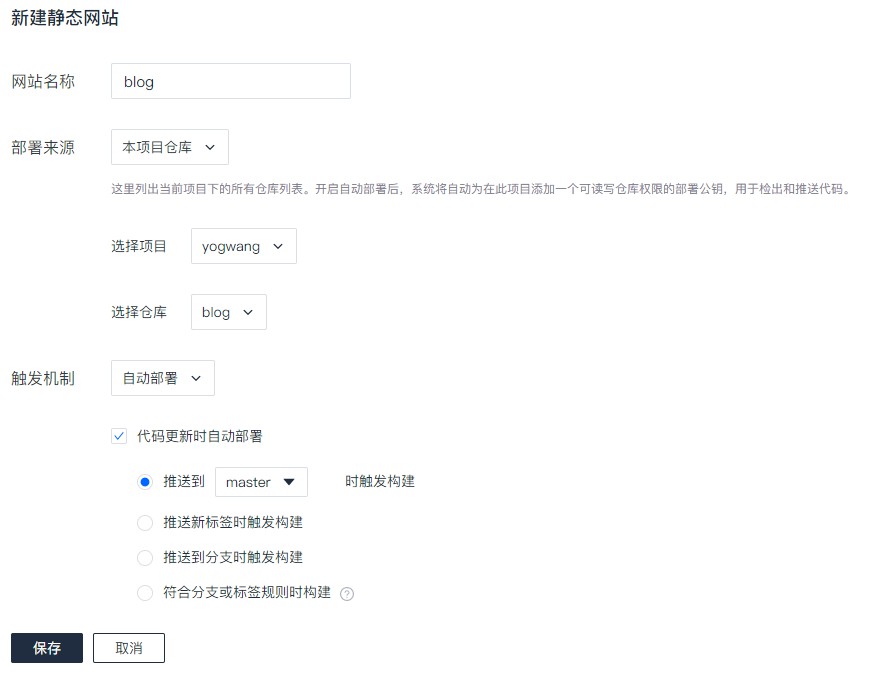 新建静态网站
网站名称 blog
部署来源 本项目仓库
这里列出当前项目下的所有仓库列表。开启自动部署后，系统将自动为在此项目添加一个可读写仓库权限的部署公钥，用于检出和推送代码。
选择项目 yogwang
选择仓库 blog
触发机制 自动部署
代码更新时自动部署
推送到 master 时触发构建
推送新标签时触发构建
推送到分支时触发构建
符合分支或标签规则时构建 ?
保存 取消